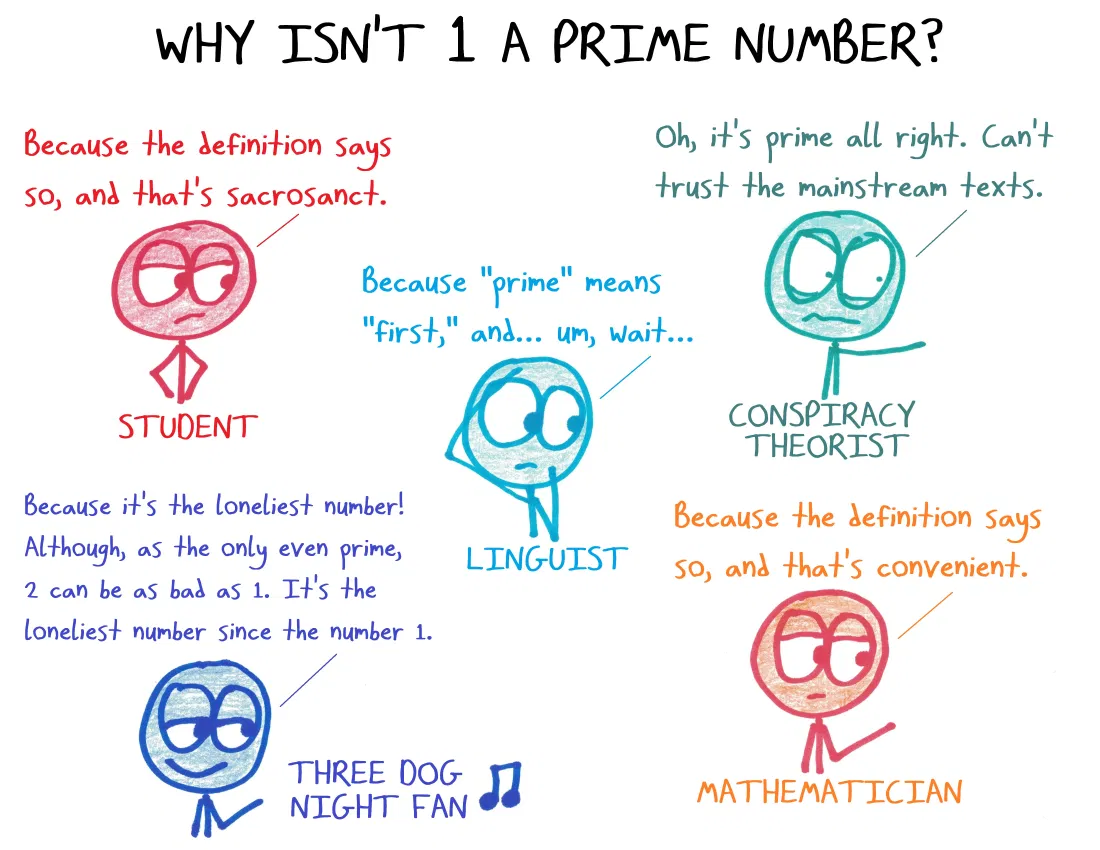 WHY ISN'T 1 A PRIME NUMBER?
Because the definition says
so, and that's sacrosanct.
STUDENT
Oh, it's prime all right. Can't
trust the mainstream texts.
CONSPIRACY
THEORIST
Because "prime" means
"first," and... um, wait...
LINGUIST
Because it's the loneliest number!
Although, as the only even prime,
2 can be as bad as 1. It's the
loneliest number since the number 1.
THREE DOG
NIGHT FAN
Because the definition says
so, and that's convenient.
MATHEMATICIAN